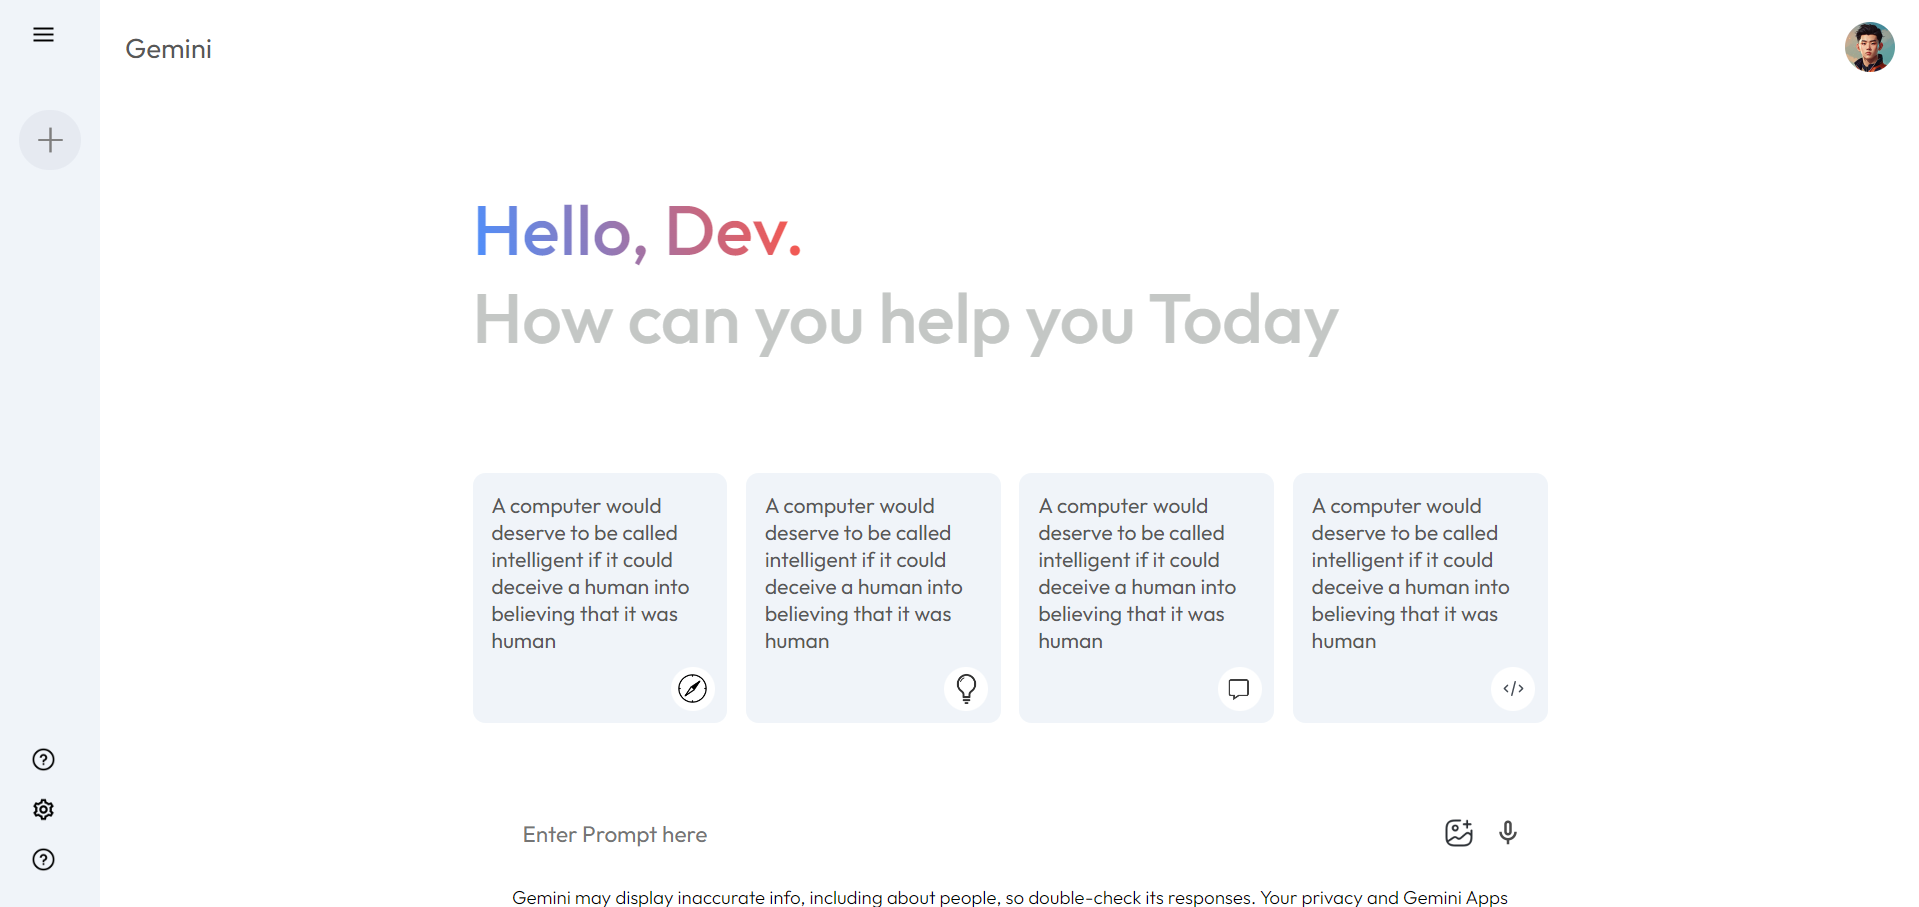 Gemini
Hello, Dev.
How can you help you Today
A computer would
deserve to be called
intelligent if it could
deceive a human into
believing that it was
human
A computer would
deserve to be called
intelligent if it could
deceive a human into
believing that it was
human
A computer would
deserve to be called
intelligent if it could
deceive a human into
believing that it was
human
A computer would
deserve to be called
intelligent if it could
deceive a human into
believing that it was
human
Enter Prompt here
Gemini may display inaccurate info, including about people, so double-check its responses. Your privacy and Gemini Apps